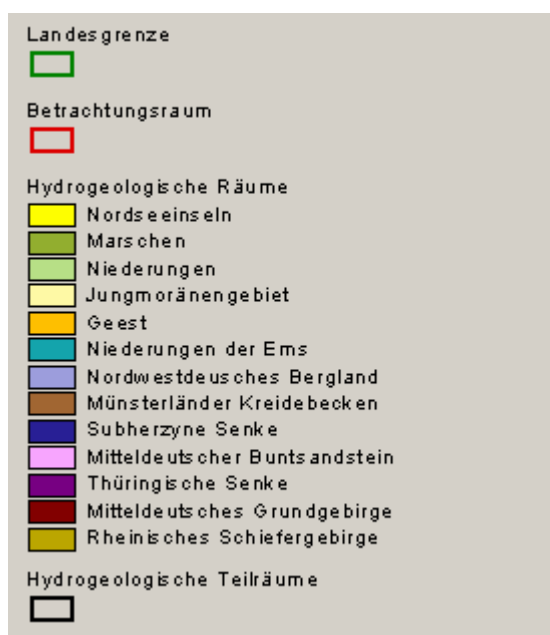 Landesgrenze
Betrachtungsraum
Hydrogeologische Räume
Nordseeinseln
Marschen
Niederungen
Jungmoränengebiet
Geest
Niederungen der Ems
Nordwestdeusches Bergland
Münsterländer Kreidebecken
Subherzyne Senke
Mitteldeutscher Buntsandstein
Thüringische Senke
Mitteldeutsches Grundgebirge
Rheinisches Schiefergebirge
Hydrogeologische Teilräume